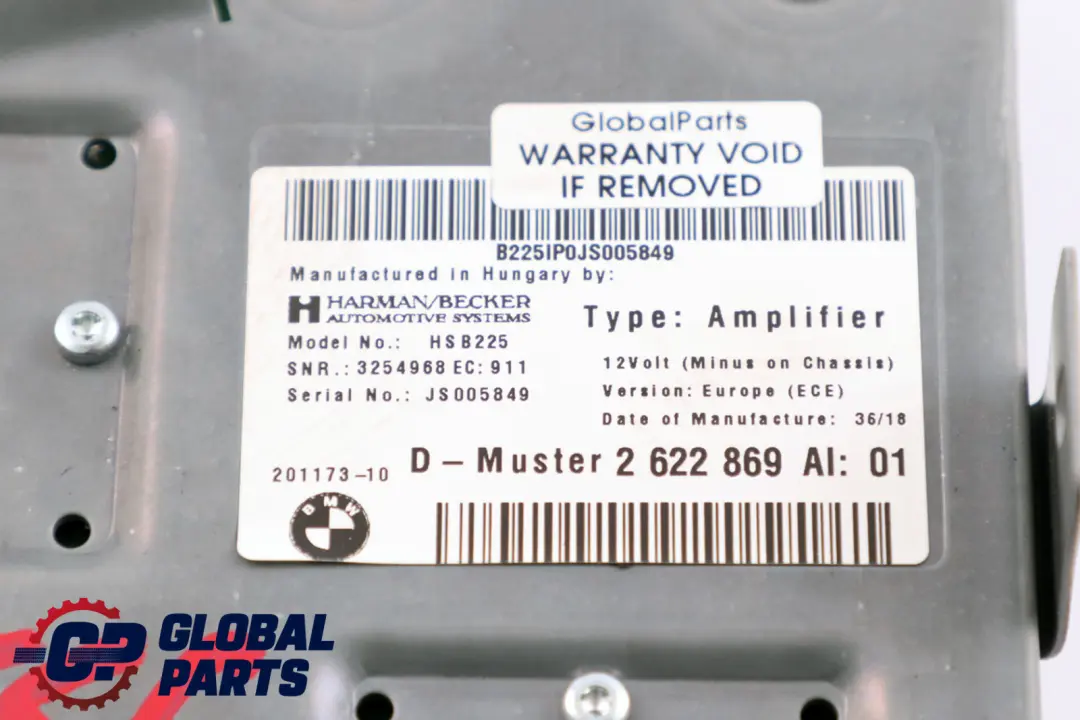 GlobalParts
WARRANTY VOID
IF REMOVED
B225IP0JS005849
Manufactured in Hungary by:
HARMAN/BECKER
AUTOMOTIVE SYSTEMS
Type: Amplifier
Model No.: HSB225
12Volt (Minus on Chassis)
SNR.: 3254968 EC: 911
Version: Europe (ECE)
Serial No.: JS005849
Date of Manufacture: 36/18
D-Muster 2 622 869 AI: 01
201173-10
BMW
GP GLOBAL
PARTS